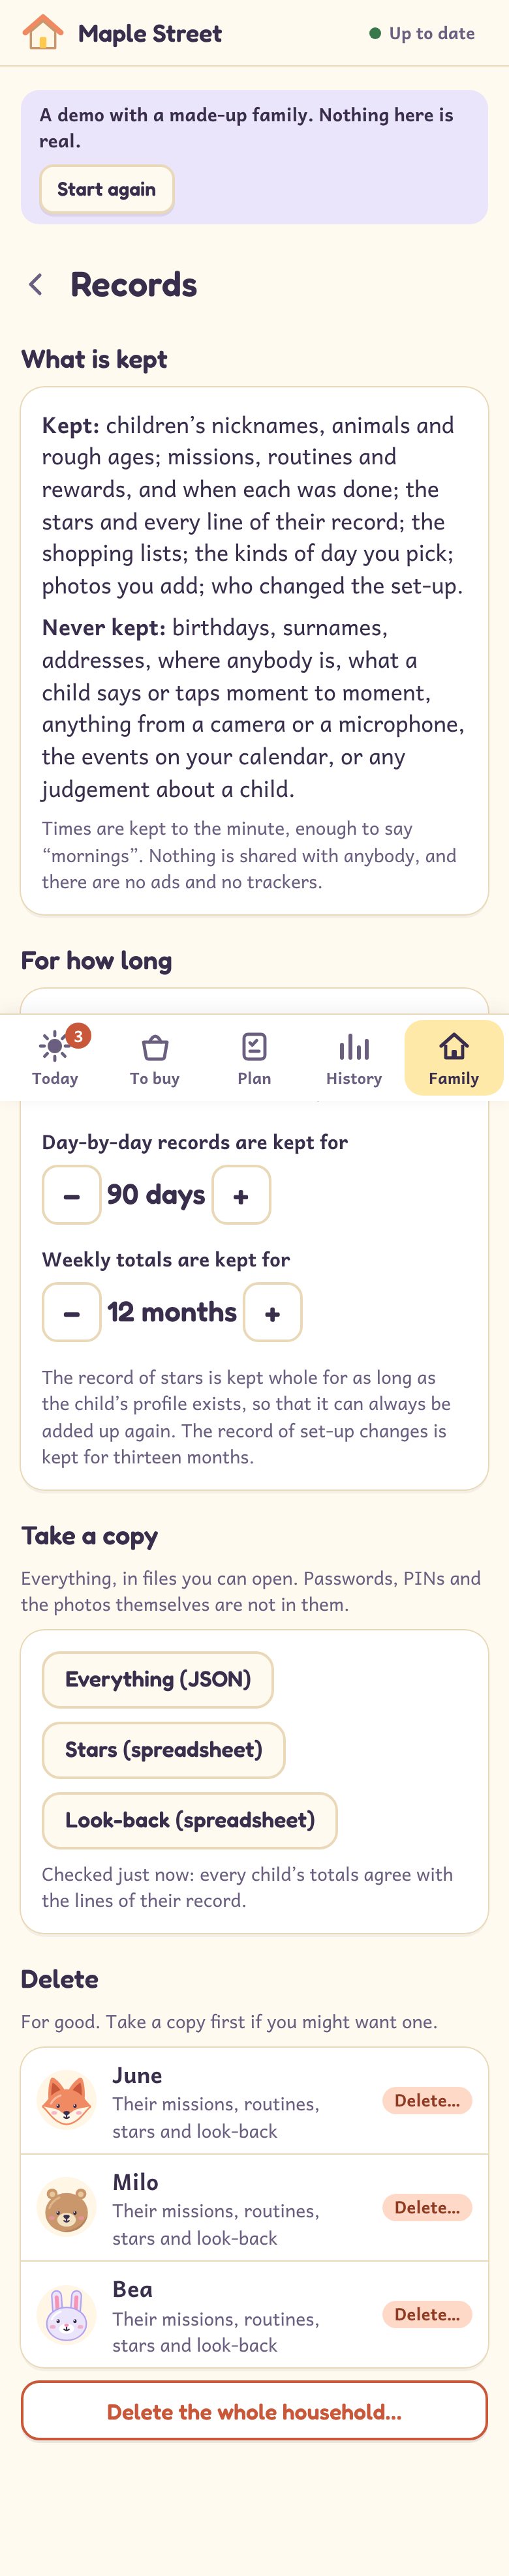 Maple Street
Up to date
A demo with a made-up family. Nothing here is
real.
Start again
Records
What is kept
Kept: children’s nicknames, animals and
rough ages; missions, routines and
rewards, and when each was done; the
stars and every line of their record; the
shopping lists; the kinds of day you pick;
photos you add; who changed the set-up.
Never kept: birthdays, surnames,
addresses, where anybody is, what a
child says or taps moment to moment,
anything from a camera or a microphone,
the events on your calendar, or any
judgement about a child.
Times are kept to the minute, enough to say
“mornings”. Nothing is shared with anybody, and
there are no ads and no trackers.
For how long
3
Today
To buy
Plan
History
Family
Day-by-day records are kept for
– 90 days +
Weekly totals are kept for
– 12 months +
The record of stars is kept whole for as long as
the child’s profile exists, so that it can always be
added up again. The record of set-up changes is
kept for thirteen months.
Take a copy
Everything, in files you can open. Passwords, PINs and
the photos themselves are not in them.
Everything (JSON)
Stars (spreadsheet)
Look-back (spreadsheet)
Checked just now: every child’s totals agree with
the lines of their record.
Delete
For good. Take a copy first if you might want one.
June
Their missions, routines,
stars and look-back
Delete…
Milo
Their missions, routines,
stars and look-back
Delete…
Bea
Their missions, routines,
stars and look-back
Delete…
Delete the whole household…